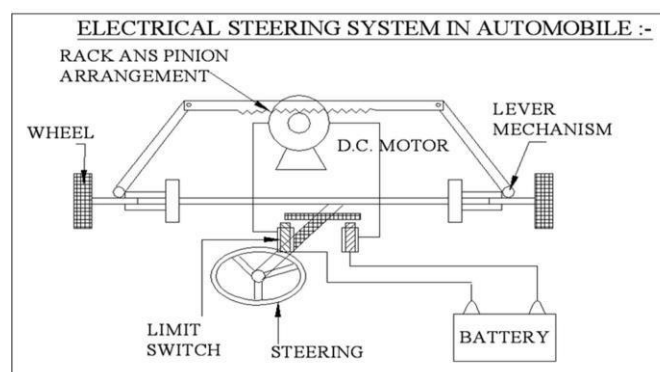 ELECTRICAL STEERING SYSTEM IN AUTOMOBILE :-
RACK ANS PINION
ARRANGEMENT
WHEEL
D.C. MOTOR
LEVER
MECHANISM
LIMIT
SWITCH
STEERING
BATTERY